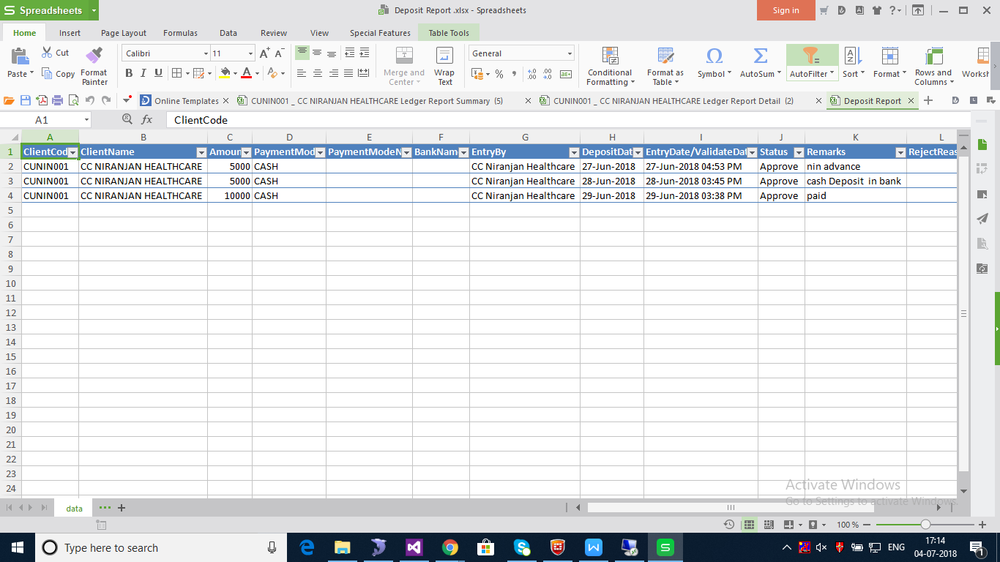 Spreadsheets
Deposit Report .xlsx - Spreadsheets
Sign in
Home Insert Page Layout Formulas Data Review View Special Features Table Tools
Paste Cut Copy Format Painter
Calibri 11
B I U A
Merge and Center Wrap Text
General
Conditional Formatting Format as Table Symbol AutoSum AutoFilter Sort Format Rows and Columns Worksh
Online Templates CUNIN001 _ CC NIRANJAN HEALTHCARE Ledger Report Summary (5) CUNIN001 _ CC NIRANJAN HEALTHCARE Ledger Report Detail (2) Deposit Report
A1 fx ClientCode
A B C D E F G H I J K L
1 ClientCod ClientName Amoun PaymentMod PaymentModeN BankNam EntryBy DepositDat EntryDate/ValidateDat Status Remarks RejectReas
2 CUNIN001 CC NIRANJAN HEALTHCARE 5000 CASH CC Niranjan Healthcare 27-Jun-2018 27-Jun-2018 04:53 PM Approve nin advance
3 CUNIN001 CC NIRANJAN HEALTHCARE 5000 CASH CC Niranjan Healthcare 28-Jun-2018 28-Jun-2018 03:45 PM Approve cash Deposit in bank
4 CUNIN001 CC NIRANJAN HEALTHCARE 10000 CASH CC Niranjan Healthcare 29-Jun-2018 29-Jun-2018 03:38 PM Approve paid
5
6
7
8
9
10
11
12
13
14
15
16
17
18
19
20
21
22
23
24
Activate Windows
Go to Settings to activate Windows.
data
100 %
Type here to search
ENG
17:14
04-07-2018
1